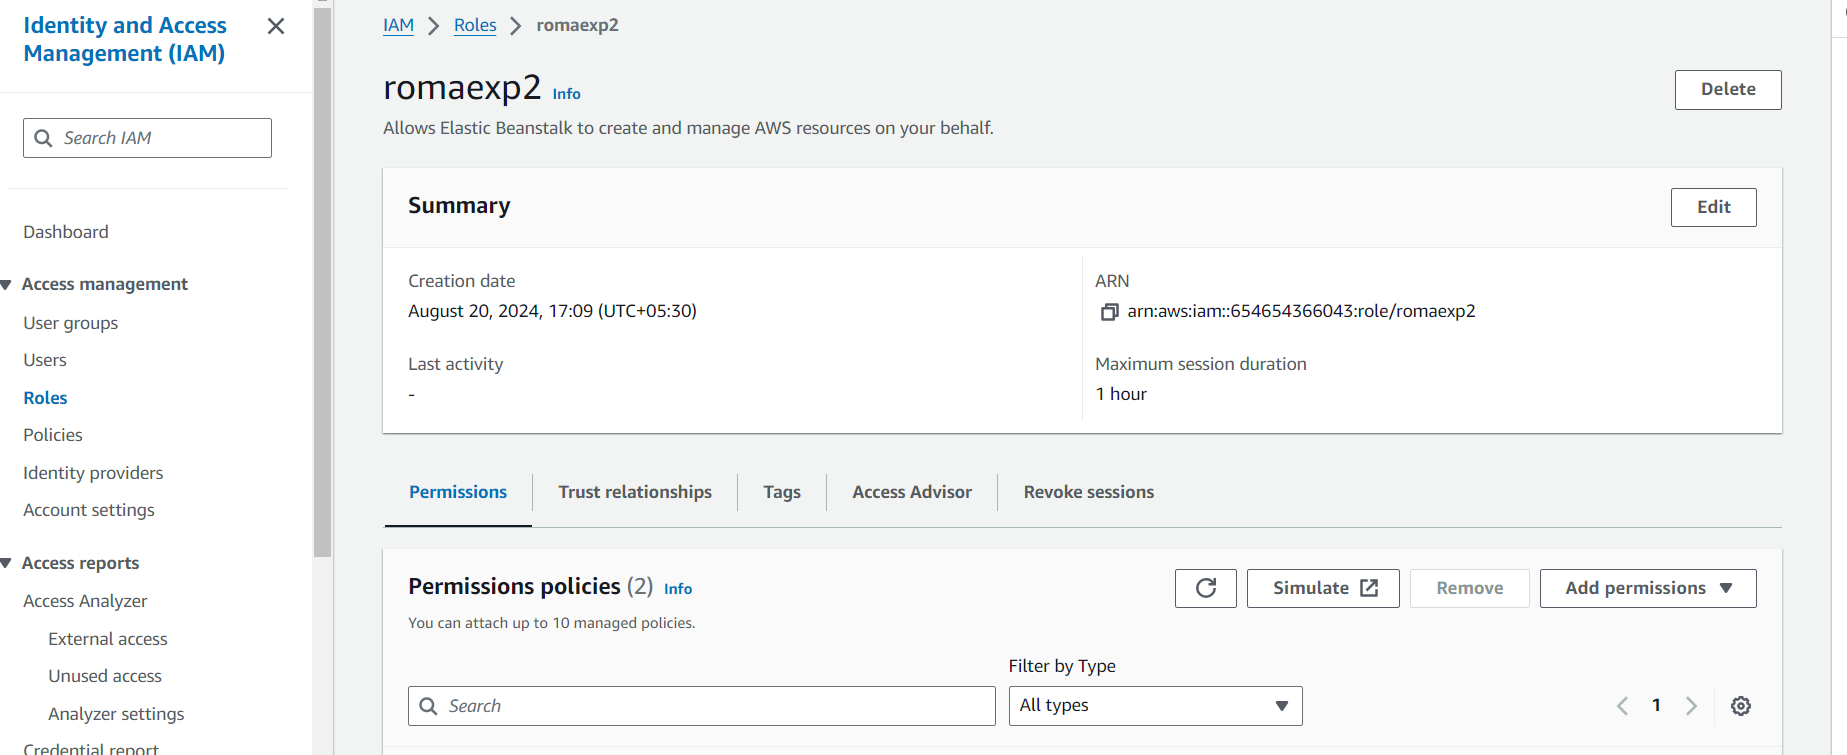 Identity and Access
Management (IAM)
Search IAM
Dashboard
Access management
User groups
Users
Roles
Policies
Identity providers
Account settings
Access reports
Access Analyzer
External access
Unused access
Analyzer settings
Credential report
IAM > Roles > romaexp2
romaexp2 Info
Delete
Allows Elastic Beanstalk to create and manage AWS resources on your behalf.
Summary
Edit
Creation date
August 20, 2024, 17:09 (UTC+05:30)
ARN
arn:aws:iam::654654366043:role/romaexp2
Last activity
-
Maximum session duration
1 hour
Permissions
Trust relationships
Tags
Access Advisor
Revoke sessions
Permissions policies (2) Info
Simulate
Remove
Add permissions
You can attach up to 10 managed policies.
Filter by Type
Search
All types
1